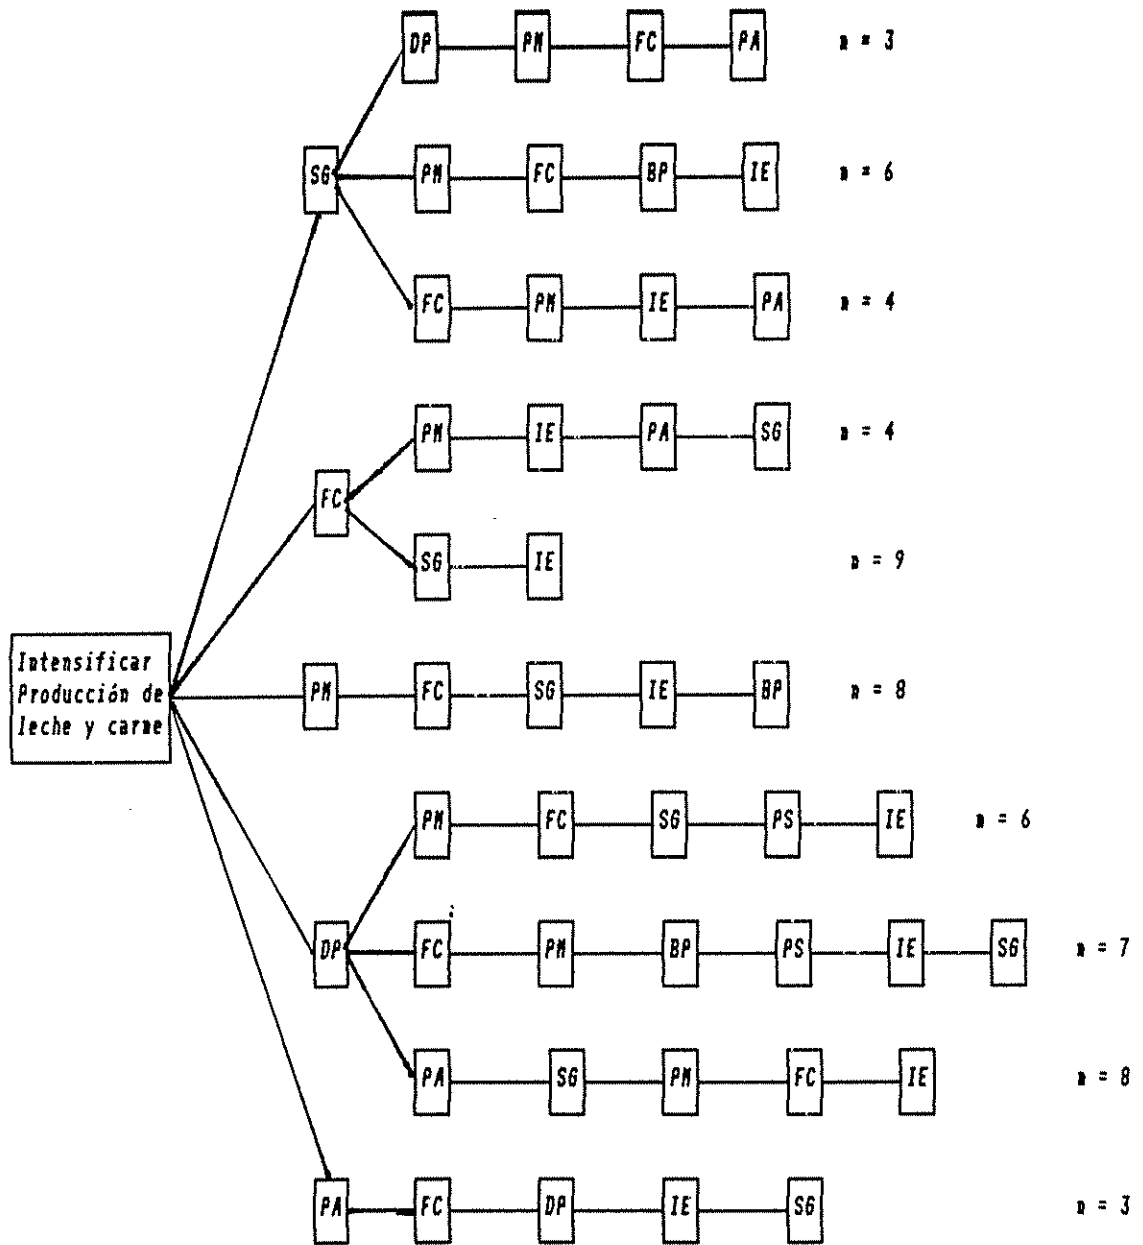 DP PM FC PA n = 3
SG PM FC BP IE n = 6
FC PM IE PA n = 4
PM IE PA SG n = 4
FC
SG IE n = 9
Intensificar
Producción de
leche y carne
PM FC SG IE BP n = 8
PM FC SG PS IE n = 6
DP FC PM BP PS IE SG n = 7
PA SG PM FC IE n = 8
PA FC DP IE SG n = 3